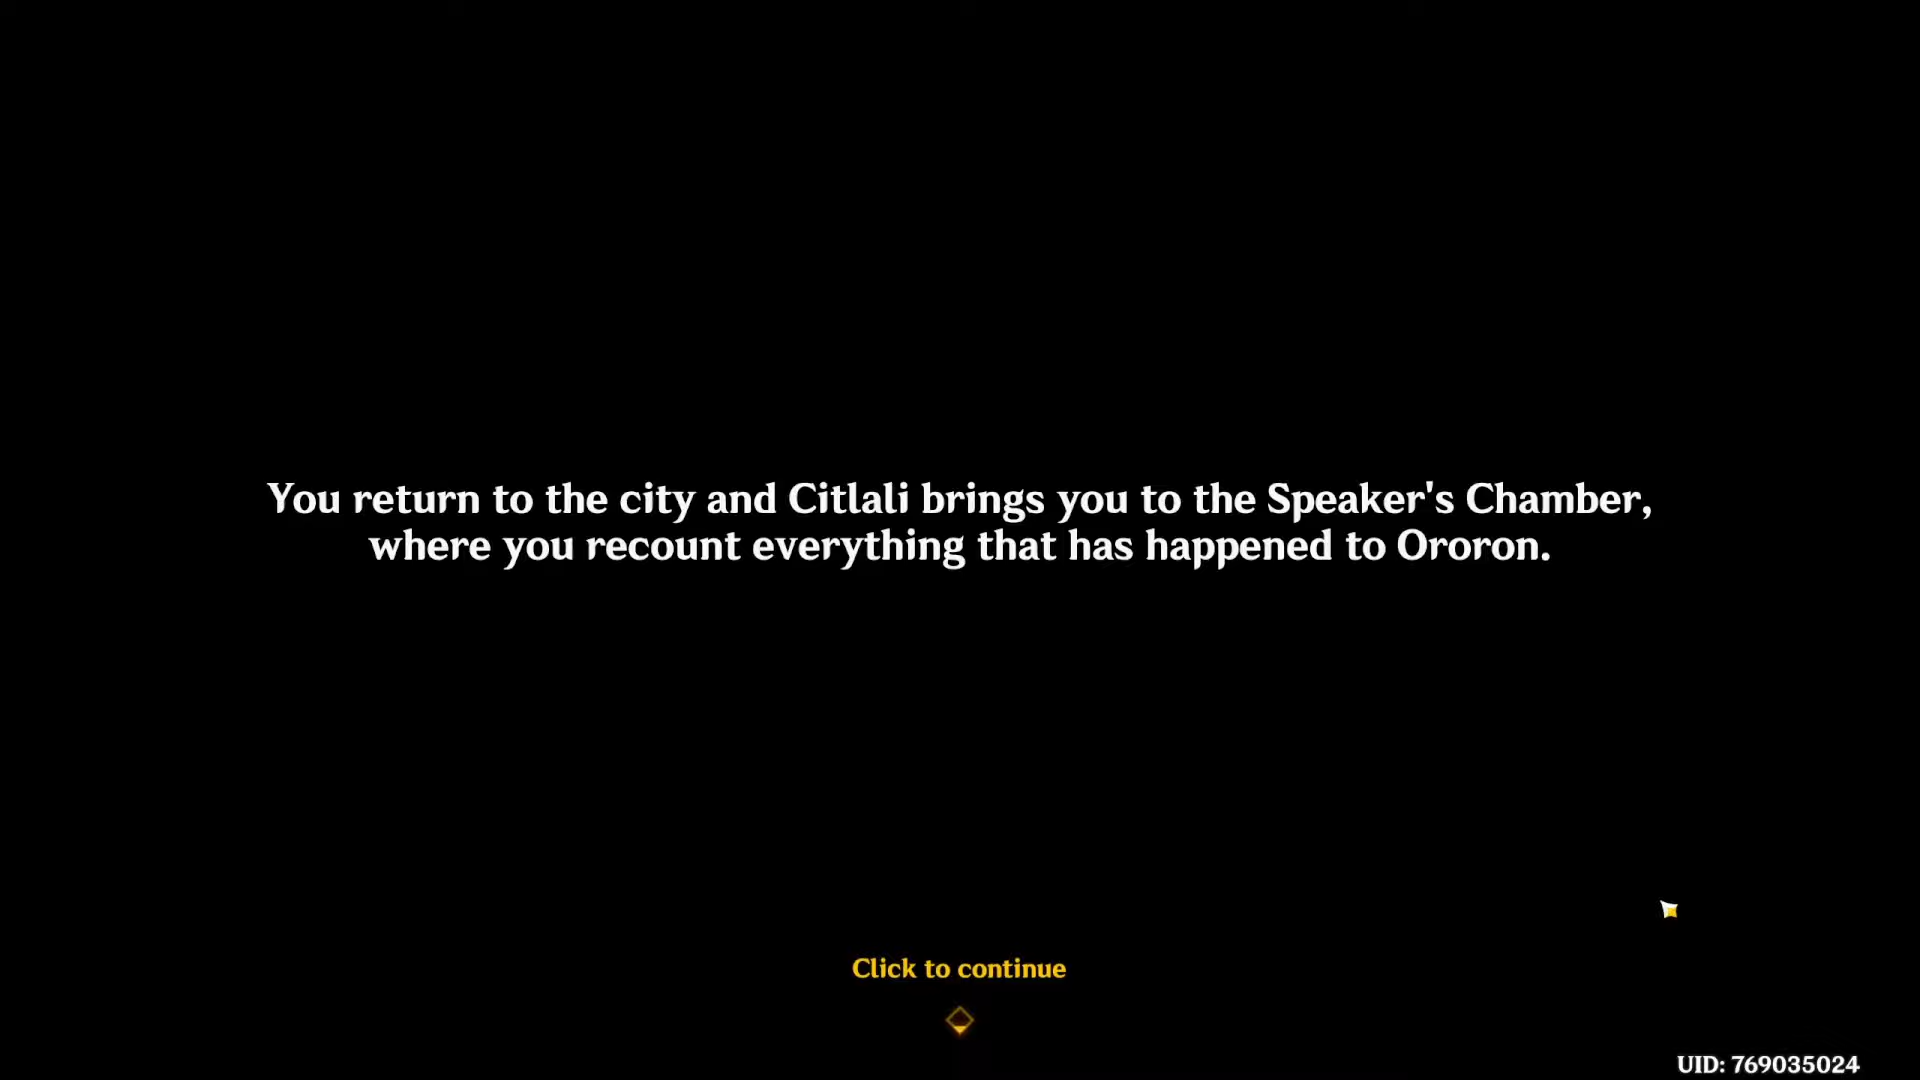 You return to the city and Citlali brings you to the Speaker's Chamber,
where you recount everything that has happened to Ororon.
Click to continue
UID: 769035024